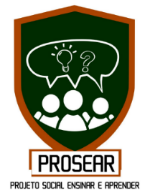 ?
PROSEAR
PROJETO SOCIAL ENSINAR E APRENDER